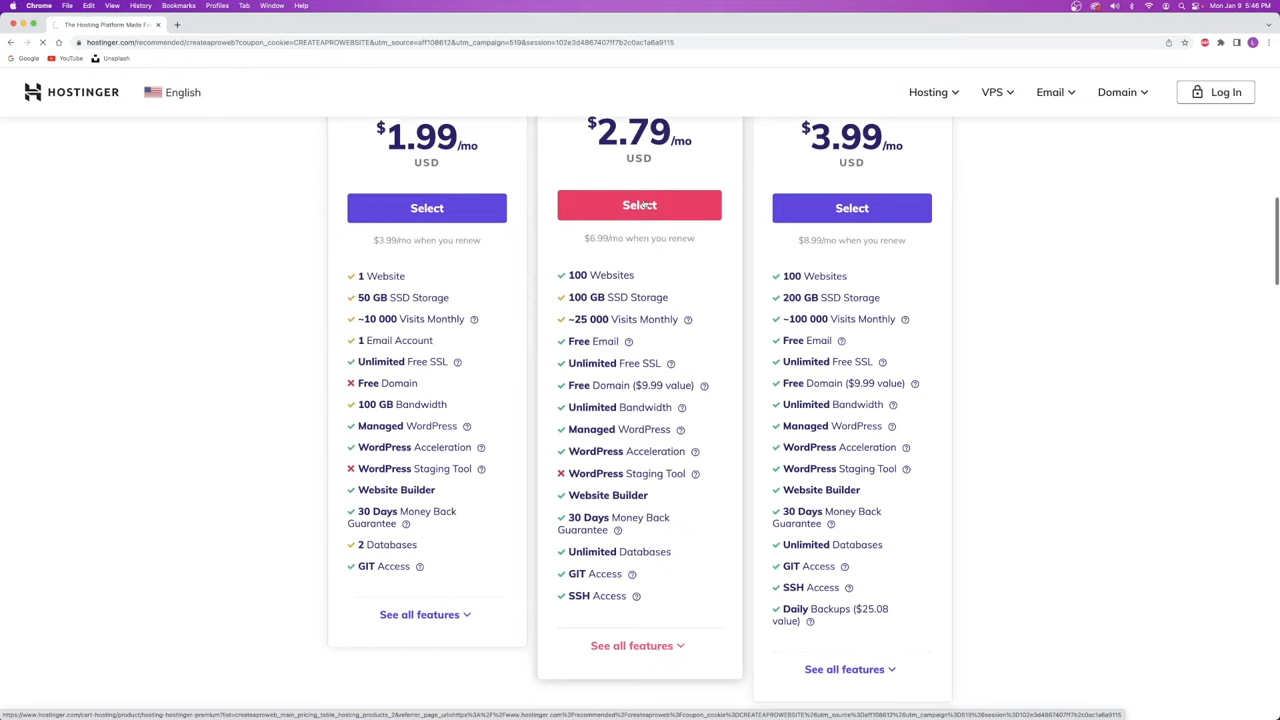 Chrome File Edit View History Bookmarks Profiles Tab Window Help Mon Jan 9 5:46 PM
The Hosting Platform Made Fo
hostinger.com/recommended/createaproweb?coupon_cookie=CREATEAPROWEBSITE&utm_source=aff108612&utm_campaign=519&session=102e3d4867407ff7b2c0ac1a6a9115
Google YouTube Unsplash
HOSTINGER English Hosting VPS Email Domain Log In
$1.99/mo
USD
Select
$3.99/mo when you renew
1 Website
50 GB SSD Storage
~10 000 Visits Monthly
1 Email Account
Unlimited Free SSL
Free Domain
100 GB Bandwidth
Managed WordPress
WordPress Acceleration
WordPress Staging Tool
Website Builder
30 Days Money Back
Guarantee
2 Databases
GIT Access
See all features
$2.79/mo
USD
Select
$6.99/mo when you renew
100 Websites
100 GB SSD Storage
~25 000 Visits Monthly
Free Email
Unlimited Free SSL
Free Domain ($9.99 value)
Unlimited Bandwidth
Managed WordPress
WordPress Acceleration
WordPress Staging Tool
Website Builder
30 Days Money Back
Guarantee
Unlimited Databases
GIT Access
SSH Access
See all features
$3.99/mo
USD
Select
$8.99/mo when you renew
100 Websites
200 GB SSD Storage
~100 000 Visits Monthly
Free Email
Unlimited Free SSL
Free Domain ($9.99 value)
Unlimited Bandwidth
Managed WordPress
WordPress Acceleration
WordPress Staging Tool
Website Builder
30 Days Money Back
Guarantee
Unlimited Databases
GIT Access
SSH Access
Daily Backups ($25.08
value)
See all features